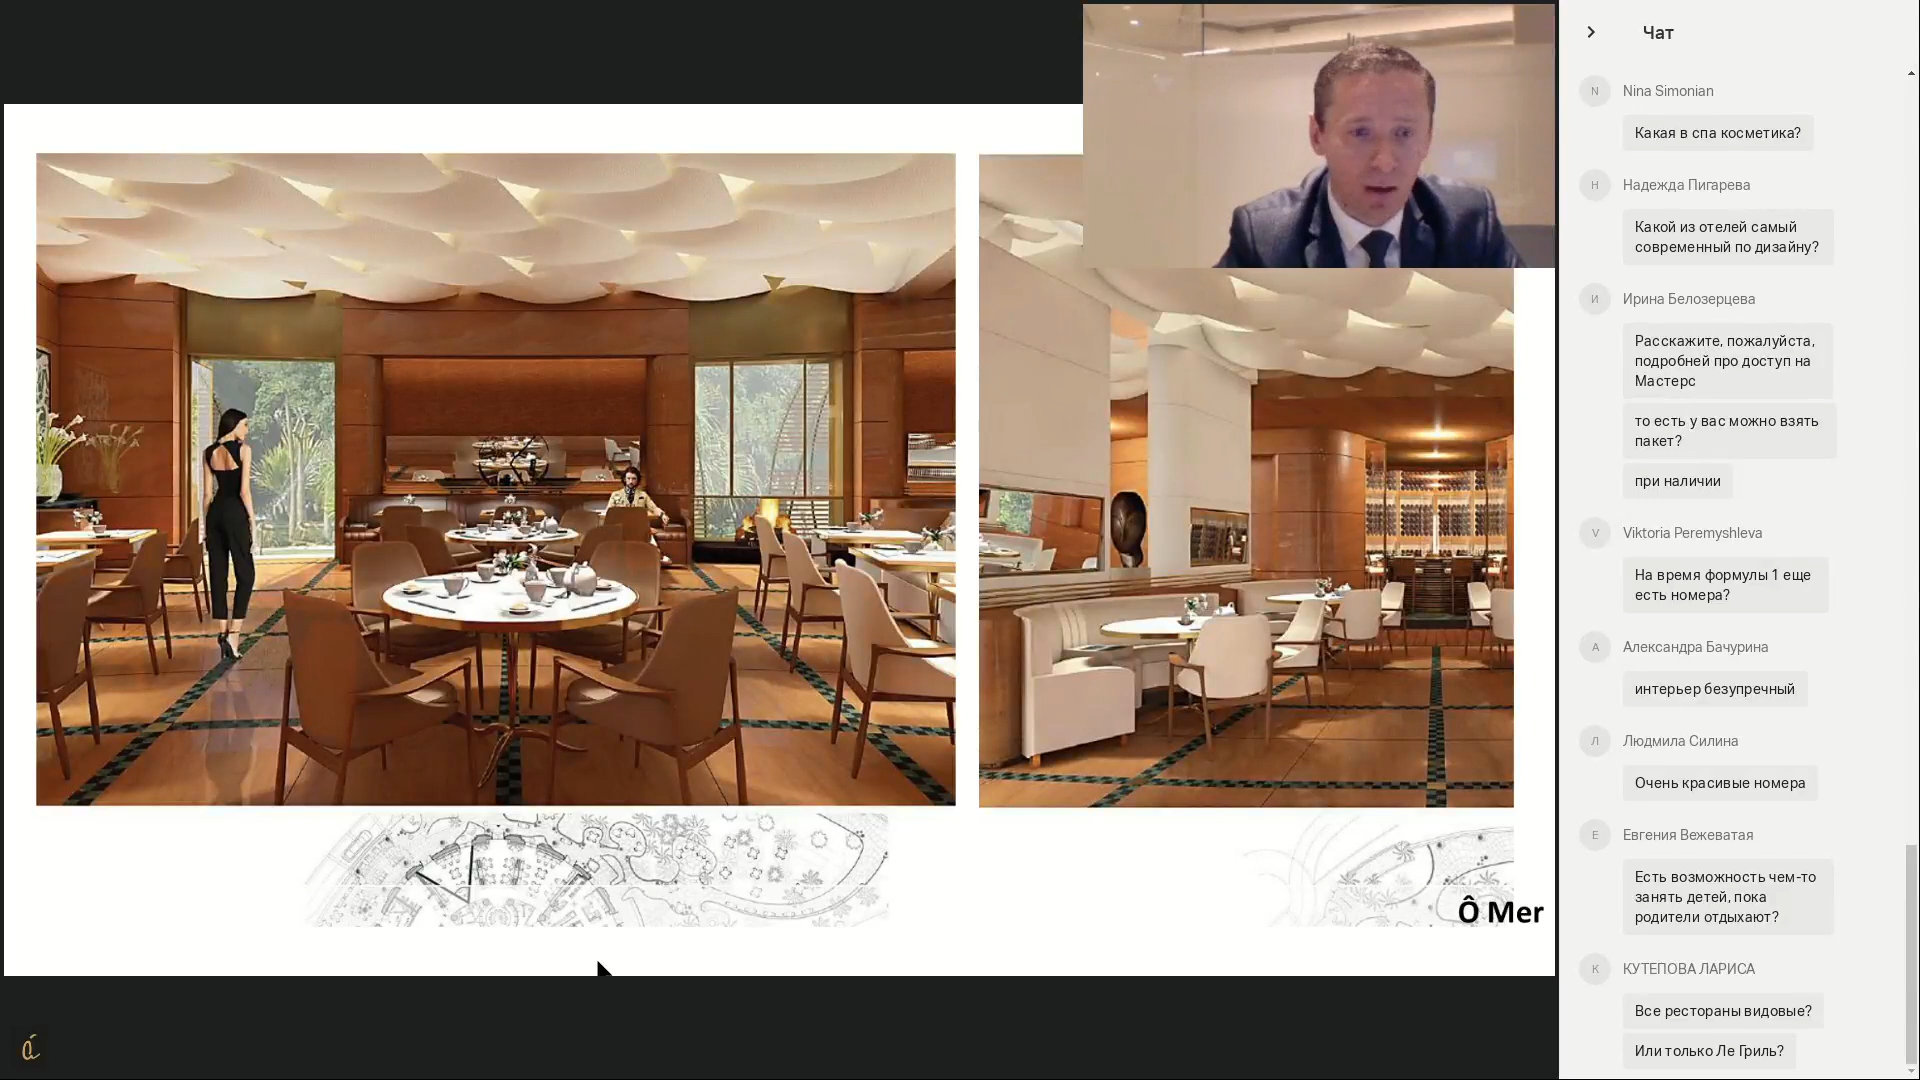 Чат
N
Nina Simonian
Какая в спа косметика?
Н
Надежда Пигарева
Какой из отелей самый
современный по дизайну?
И
Ирина Белозерцева
Расскажите, пожалуйста,
подробней про доступ на
Мастерс
то есть у вас можно взять
пакет?
при наличии
V
Viktoria Peremyshleva
На время формулы 1 еще
есть номера?
А
Александра Бачурина
интерьер безупречный
Л
Людмила Силина
Очень красивые номера
Е
Евгения Вежеватая
Есть возможность чем-то
занять детей, пока
родители отдыхают?
К
КУТЕПОВА ЛАРИСА
Все рестораны видовые?
Или только Ле Гриль?
Ô Mer
á